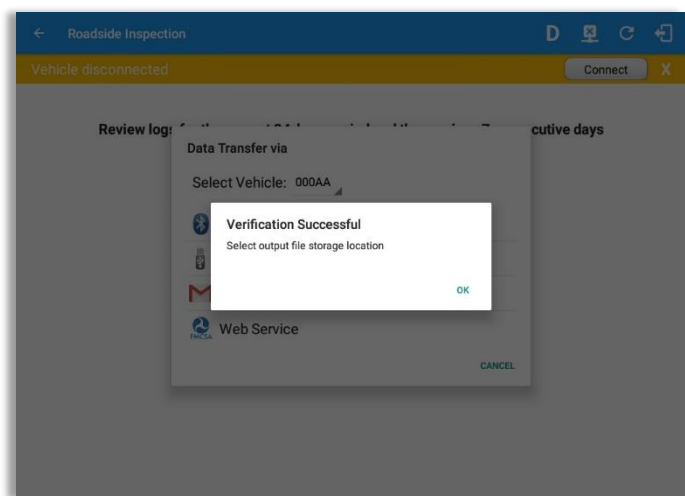 Roadside Inspection
D
Vehicle disconnected
Connect
X
Review logs cutive days
Data Transfer via
Select Vehicle: 000AA
Verification Successful
Select output file storage location
OK
FMCSA
Web Service
CANCEL